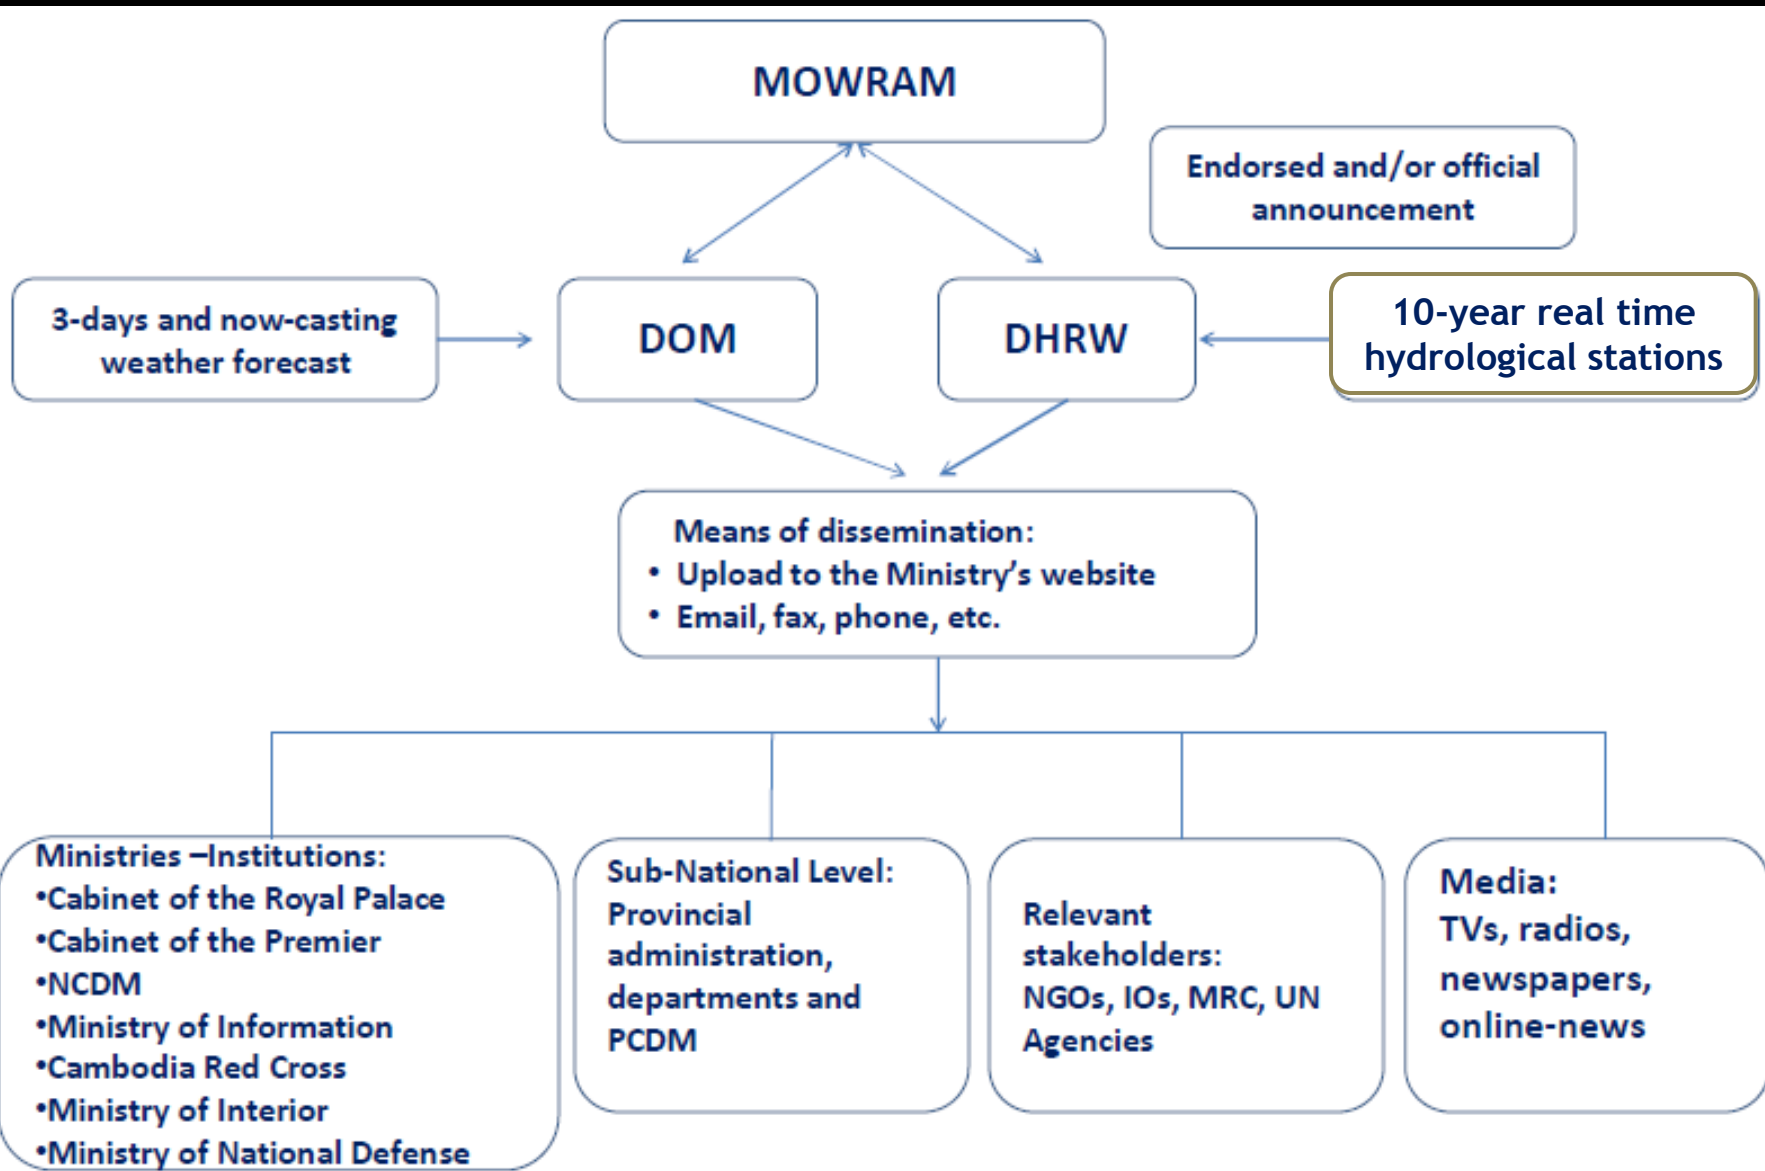 MOWRAM
Endorsed and/or official
announcement
3-days and now-casting
weather forecast
DOM
DHRW
10-year real time
hydrological stations
Means of dissemination:
• Upload to the Ministry’s website
• Email, fax, phone, etc.
Ministries –Institutions:
•Cabinet of the Royal Palace
•Cabinet of the Premier
•NCDM
•Ministry of Information
•Cambodia Red Cross
•Ministry of Interior
•Ministry of National Defense
Sub-National Level:
Provincial
administration,
departments and
PCDM
Relevant
stakeholders:
NGOs, IOs, MRC, UN
Agencies
Media:
TVs, radios,
newspapers,
online-news